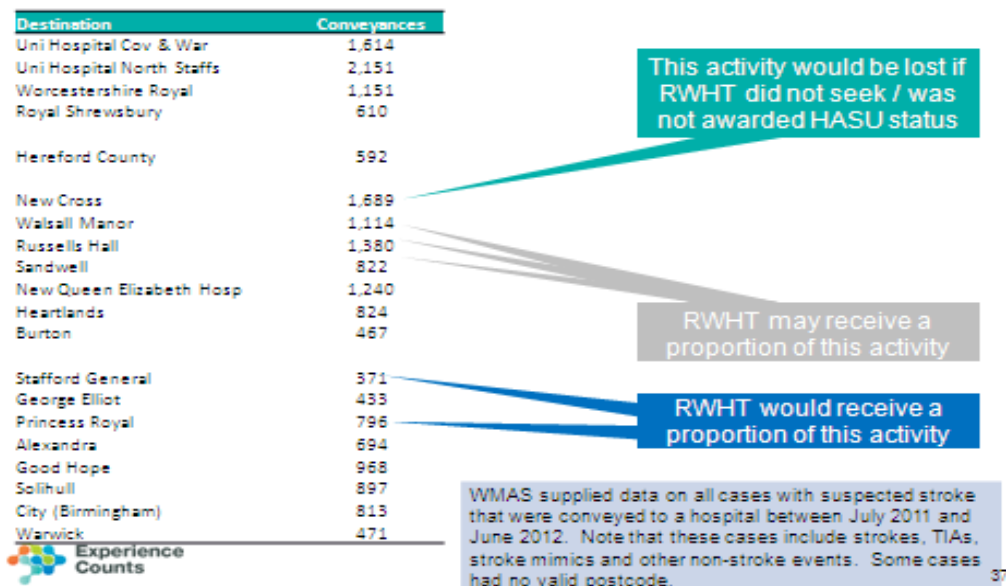 Destination Conveyances
Uni Hospital Cov & War 1,614
Uni Hospital North Staffs 2,151
Worcestershire Royal 1,151
Royal Shrewsbury 610
Hereford County 592
New Cross 1,689
Walsall Manor 1,114
Russells Hall 1,380
Sandwell 822
New Queen Elizabeth Hosp 1,240
Heartlands 824
Burton 467
Stafford General 371
George Elliot 433
Princess Royal 796
Alexandra 694
Good Hope 968
Solihull 897
City (Birmingham) 813
Warwick 471
This activity would be lost if
RWHT did not seek / was
not awarded HASU status
RWHT may receive a
proportion of this activity
RWHT would receive a
proportion of this activity
WMAS supplied data on all cases with suspected stroke
that were conveyed to a hospital between July 2011 and
June 2012. Note that these cases include strokes, TIAs,
stroke mimics and other non-stroke events. Some cases
had no valid postcode.
Experience
Counts
37